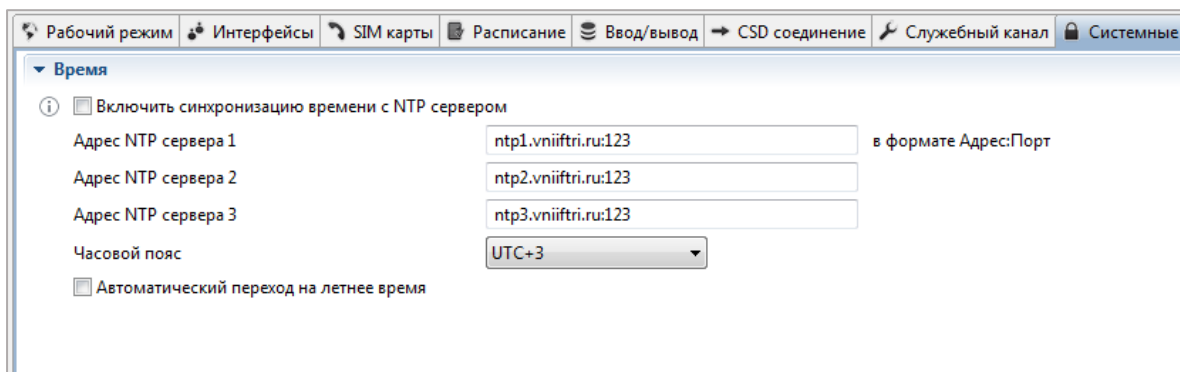 Рабочий режим Интерфейсы SIM карты Расписание Ввод/вывод CSD соединение Служебный канал Системные
Время
Включить синхронизацию времени с NTP сервером
Адрес NTP сервера 1 ntp1.vniiftri.ru:123 в формате Адрес:Порт
Адрес NTP сервера 2 ntp2.vniiftri.ru:123
Адрес NTP сервера 3 ntp3.vniiftri.ru:123
Часовой пояс UTC+3
Автоматический переход на летнее время